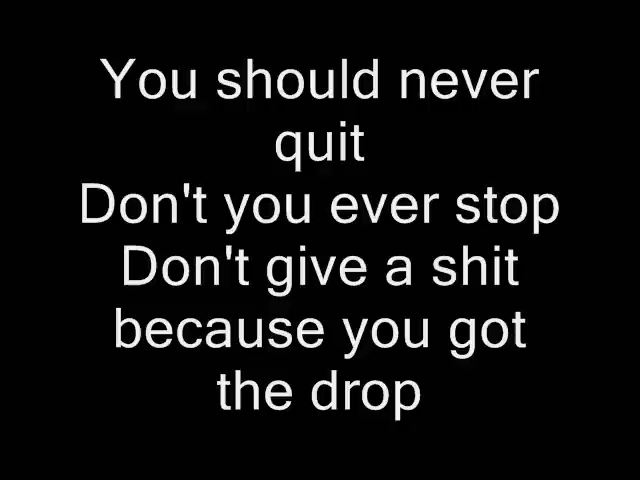 You should never
quit
Don't you ever stop
Don't give a shit
because you got
the drop